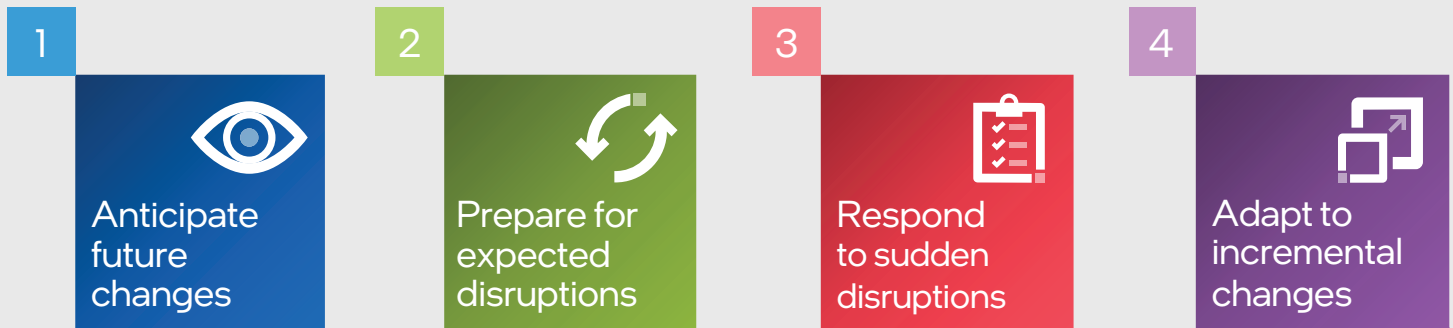 1
Anticipate
future
changes
2
Prepare for
expected
disruptions
3
Respond
to sudden
disruptions
4
Adapt to
incremental
changes